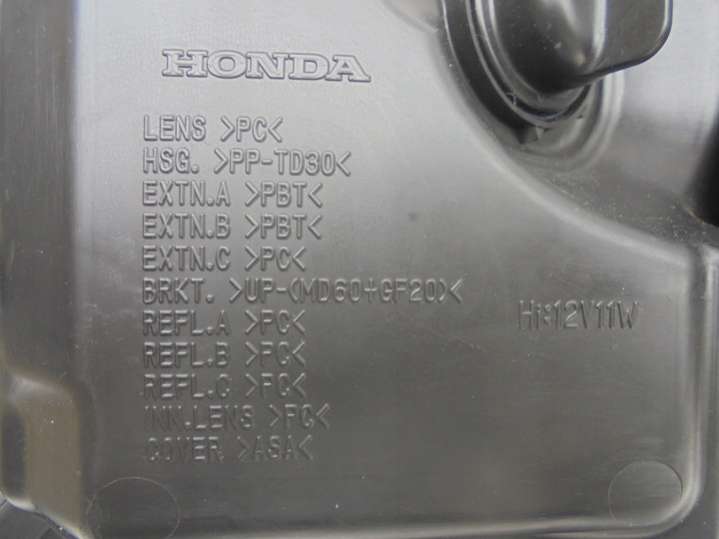 HONDA
LENS >PC<
HSG. >PP-TD30<
EXTN.A >PBT<
EXTN.B >PBT<
EXTN.C >PC<
BRKT. >UP-(MD60+GF20)<
Hi:12V11W
REFL.A >PC<
REFL.B >PC<
REFL.C >PC<
INN.LENS >PC<
COVER >ASA<